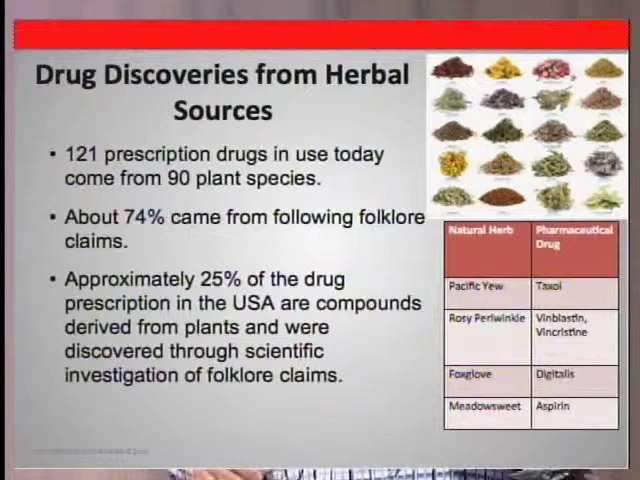 Drug Discoveries from Herbal
Sources
• 121 prescription drugs in use today
come from 90 plant species.
• About 74% came from following folklore
claims.
• Approximately 25% of the drug
prescription in the USA are compounds
derived from plants and were
discovered through scientific
investigation of folklore claims.
Natural Herb Pharmaceutical
Drug
Pacific Yew Taxol
Rosy Periwinkle Vinblastin,
Vincristine
Foxglove Digitalis
Meadowsweet Aspirin